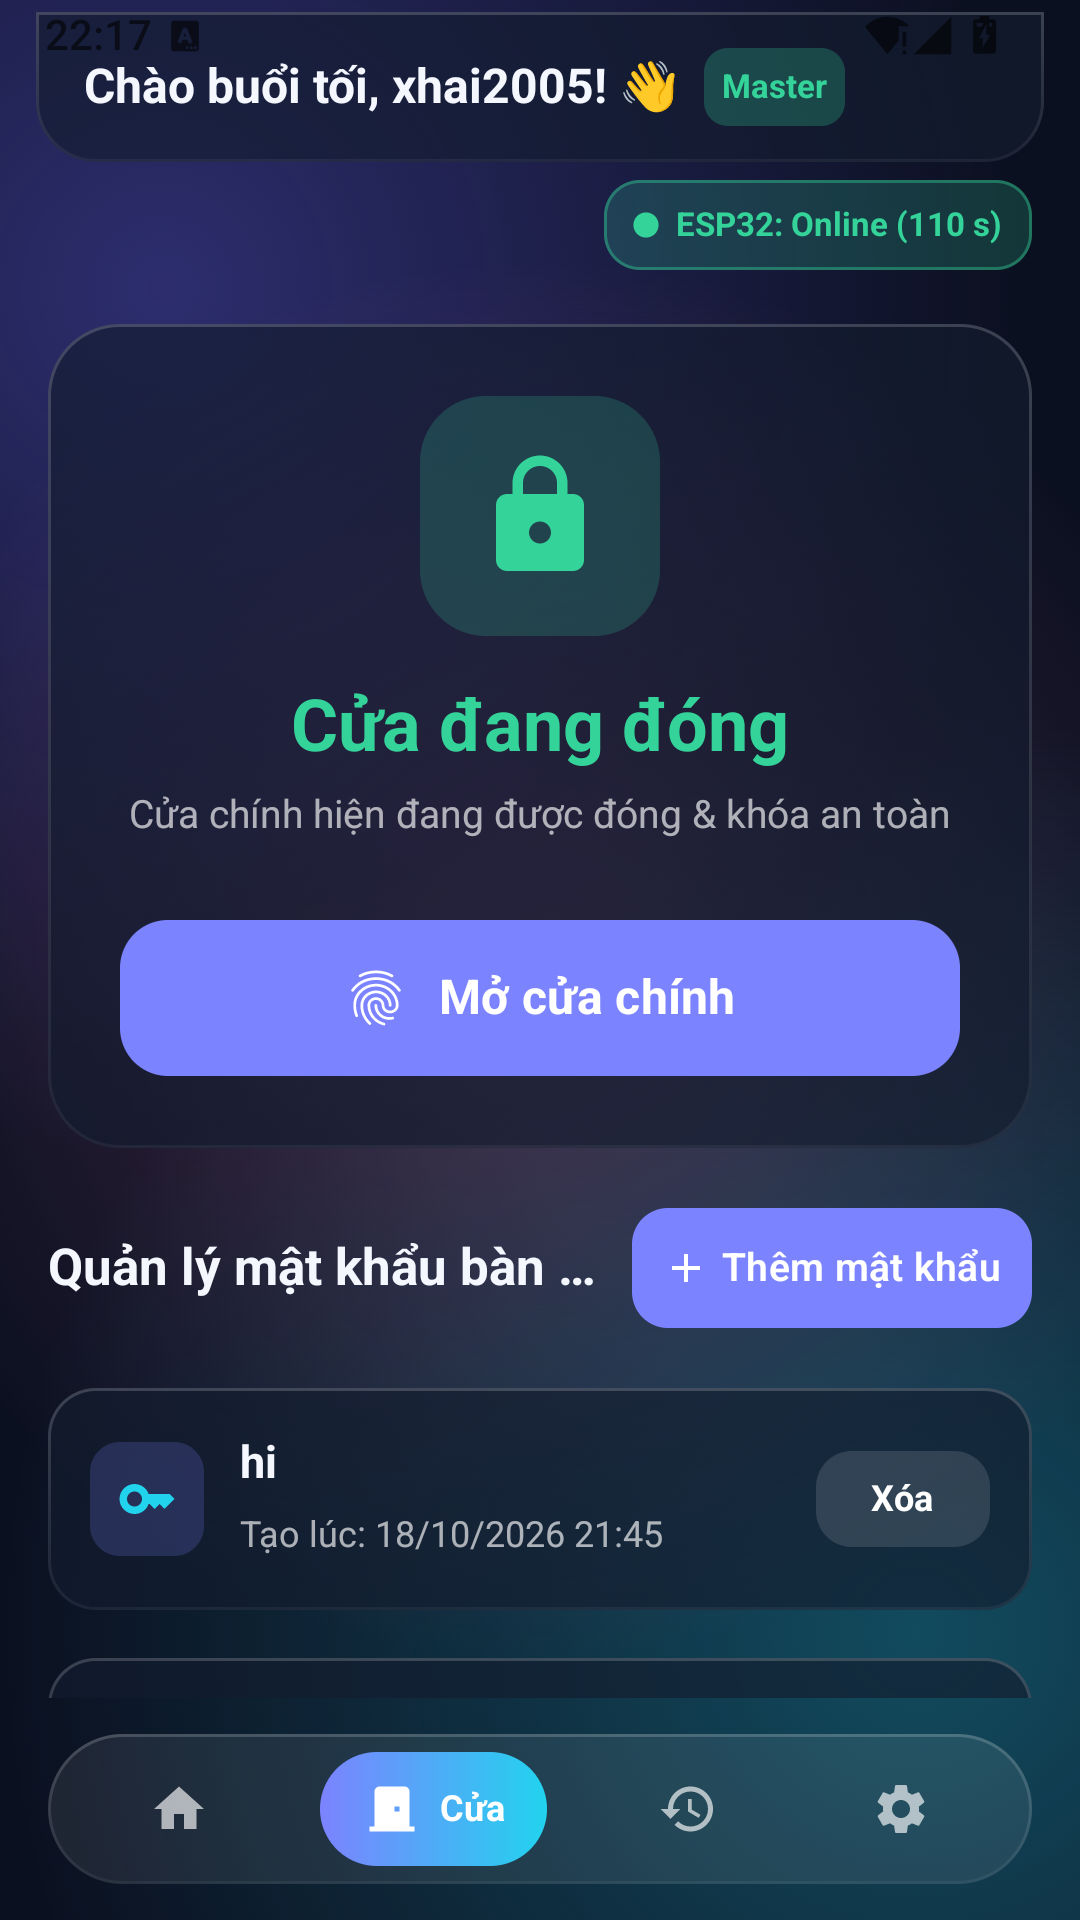 22:17
Chào buổi tối, xhai2005! 👋 Master
ESP32: Online (110 s)
Cửa đang đóng
Cửa chính hiện đang được đóng & khóa an toàn
Mở cửa chính
Quản lý mật khẩu bàn ...
+ Thêm mật khẩu
hi
Tạo lúc: 18/10/2026 21:45
Xóa
Cửa